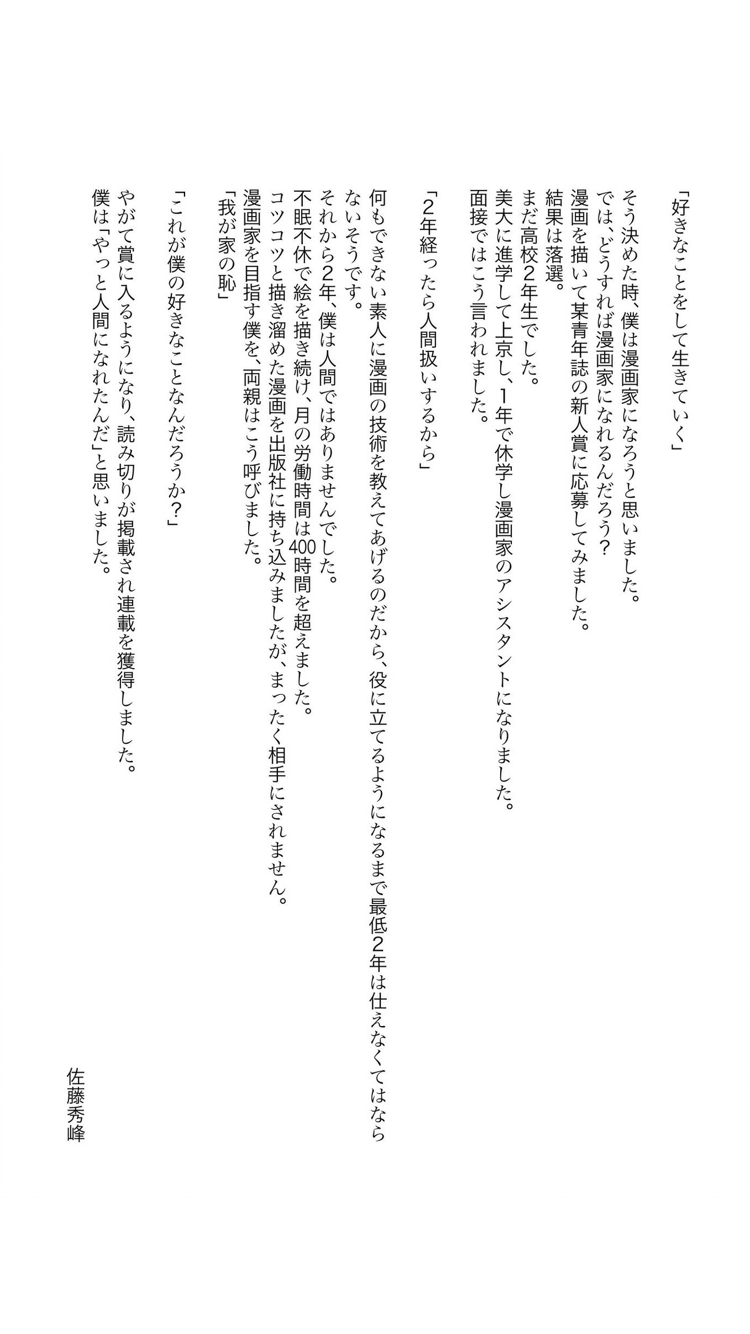 「好きなことをして生きていく」
そう決めた時、僕は漫画家になろうと思いました。
では、どうすれば漫画家になれるんだろう?
漫画を描いて某青年誌の新人賞に応募してみました。
結果は落選。
まだ高校2年生でした。
美大に進学して上京し、1年で休学し漫画家のアシスタントになりました。
面接ではこう言われました。
「2年経ったら人間扱いするから」
何もできない素人に漫画の技術を教えてあげるのだから、役に立てるようになるまで最低2年は仕えなくてはなら
ないそうです。
それから2年、僕は人間ではありませんでした。
不眠不休で絵を描き続け、月の労働時間は400時間を超えました。
コツコツと描き溜めた漫画を出版社に持ち込みましたが、まったく相手にされません。
漫画家を目指す僕を、両親はこう呼びました。
「我が家の恥」
「これが僕の好きなことなんだろうか?」
やがて賞に入るようになり、読み切りが掲載され連載を獲得しました。
僕は「やっと人間になれたんだ」と思いました。
佐藤秀峰